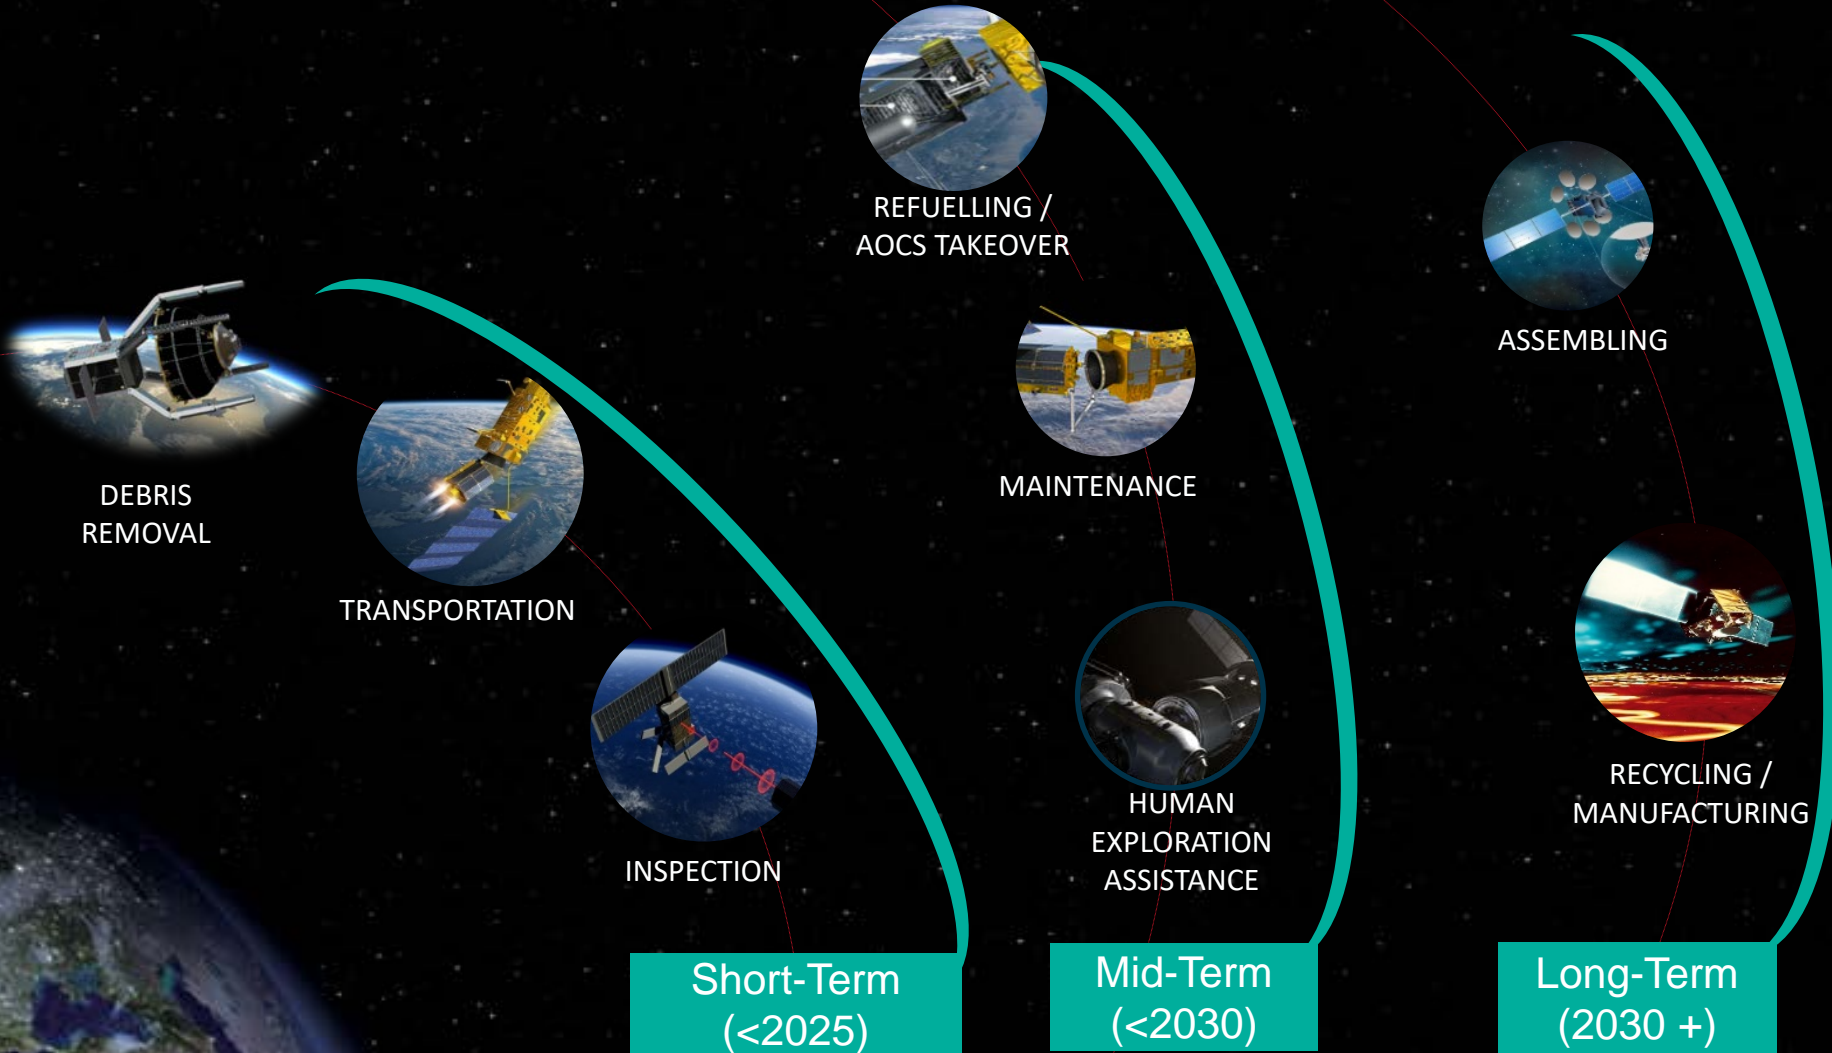 DEBRIS
REMOVAL
TRANSPORTATION
INSPECTION
Short-Term
(<2025)
REFUELLING /
AOCS TAKEOVER
MAINTENANCE
HUMAN
EXPLORATION
ASSISTANCE
Mid-Term
(<2030)
ASSEMBLING
RECYCLING /
MANUFACTURING
Long-Term
(2030 +)